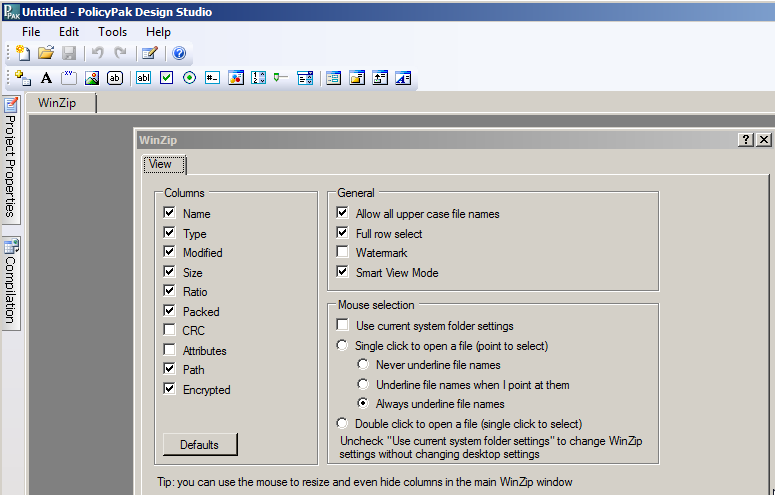 Untitled - PolicyPak Design Studio
File Edit Tools Help
WinZip
Project Properties
Compilation
WinZip
View
Columns
Name
Type
Modified
Size
Ratio
Packed
CRC
Attributes
Path
Encrypted
Defaults
General
Allow all upper case file names
Full row select
Watermark
Smart View Mode
Mouse selection
Use current system folder settings
Single click to open a file (point to select)
Never underline file names
Underline file names when I point at them
Always underline file names
Double click to open a file (single click to select)
Uncheck "Use current system folder settings" to change WinZip
settings without changing desktop settings
Tip: you can use the mouse to resize and even hide columns in the main WinZip window